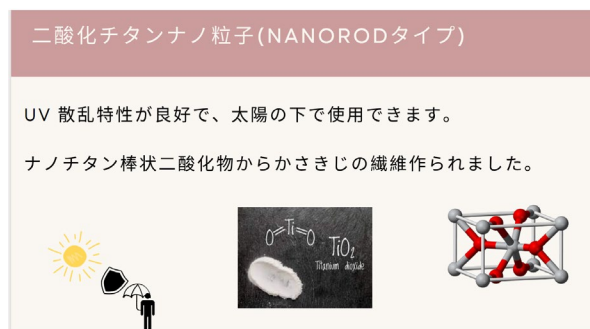 二酸化チタンナノ粒子(NANORODタイプ)
UV 散乱特性が良好で、太陽の下で使用できます。
ナノチタン棒状二酸化物からかさきじの繊維作られました。
O=Ti=O
TiO₂
Titanium dioxide